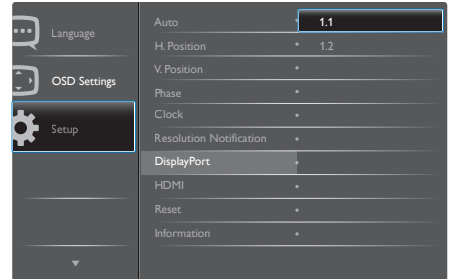 Language
OSD Settings
Setup
Auto
H. Position
V. Position
Phase
Clock
Resolution Notification
DisplayPort
HDMI
Reset
Information
1.1
1.2